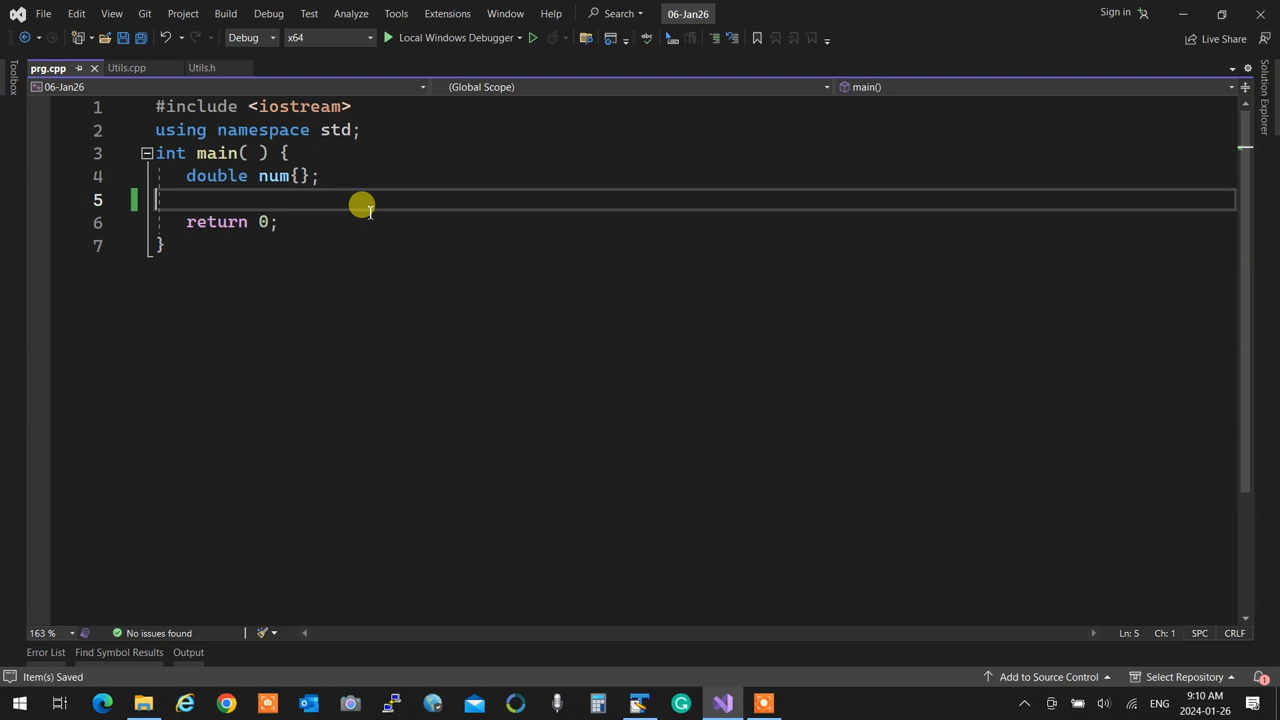 File Edit View Git Project Build Debug Test Analyze Tools Extensions Window Help Search 06-Jan26 Sign in
Debug x64 Local Windows Debugger Live Share
prg.cpp Utils.cpp Utils.h
06-Jan26 (Global Scope) main()
Toolbox
Solution Explorer
1 #include <iostream>
2 using namespace std;
3 int main( ) {
4 double num{};
5
6 return 0;
7 }
163 % No issues found Ln: 5 Ch: 1 SPC CRLF
Error List Find Symbol Results Output
Item(s) Saved Add to Source Control Select Repository 1
9:10 AM
ENG
2024-01-26